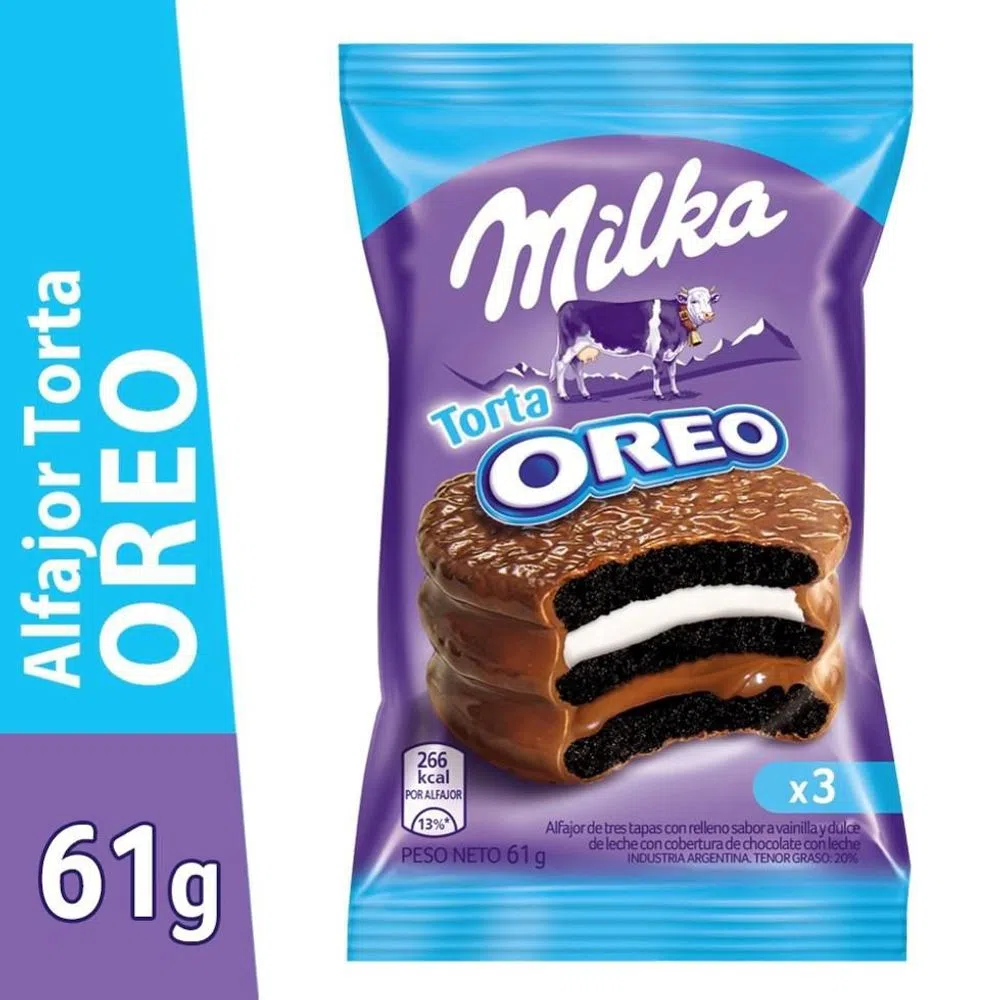 Alfajor Torta
OREO
61g
Milka
Torta
OREO
266
kcal
POR ALFAJOR
13%*
PESO NETO 61 g
x3
Alfajor de tres tapas con relleno sabor a vainilla y dulce
de leche con cobertura de chocolate con leche
INDUSTRIA ARGENTINA. TENOR GRASO: 20%